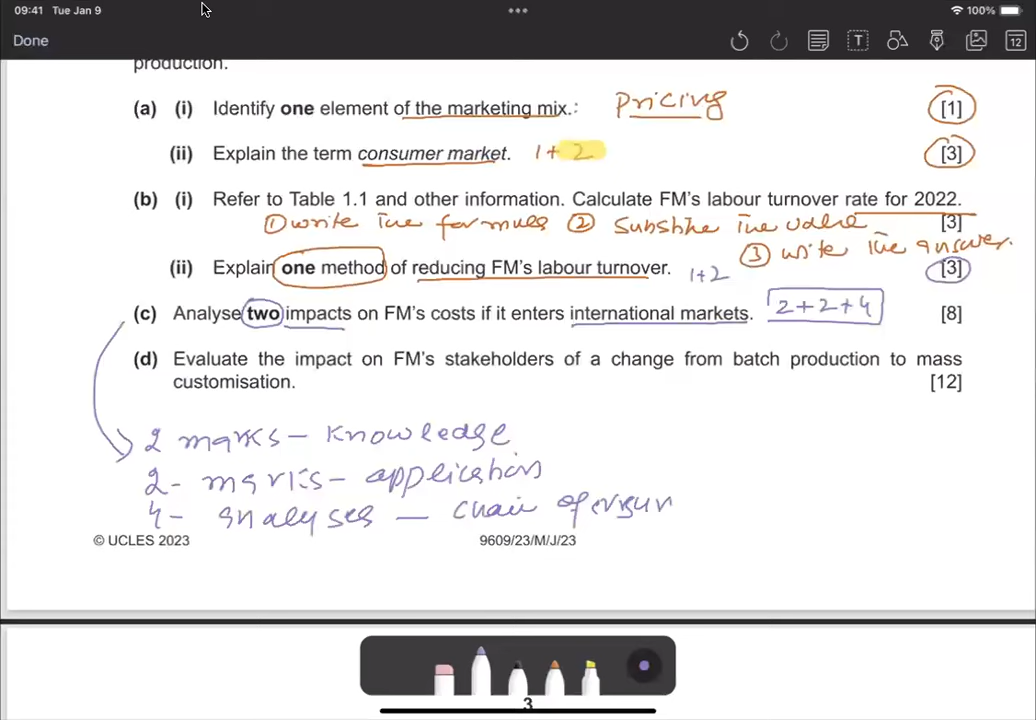 09:41 Tue Jan 9
100%
Done
T
12
production.
(a) (i) Identify one element of the marketing mix. : Pricing [1]
(ii) Explain the term consumer market. 1+2 [3]
(b) (i) Refer to Table 1.1 and other information. Calculate FM's labour turnover rate for 2022.
① write the formula ② Substitute the value [3]
③ write the answer.
(ii) Explain one method of reducing FM's labour turnover. 1+2 [3]
(c) Analyse two impacts on FM's costs if it enters international markets. 2+2+4 [8]
(d) Evaluate the impact on FM's stakeholders of a change from batch production to mass
customisation. [12]
2 marks - Knowledge
2 - marks - application
4 - analyses - chain of
© UCLES 2023 9609/23/M/J/23
3